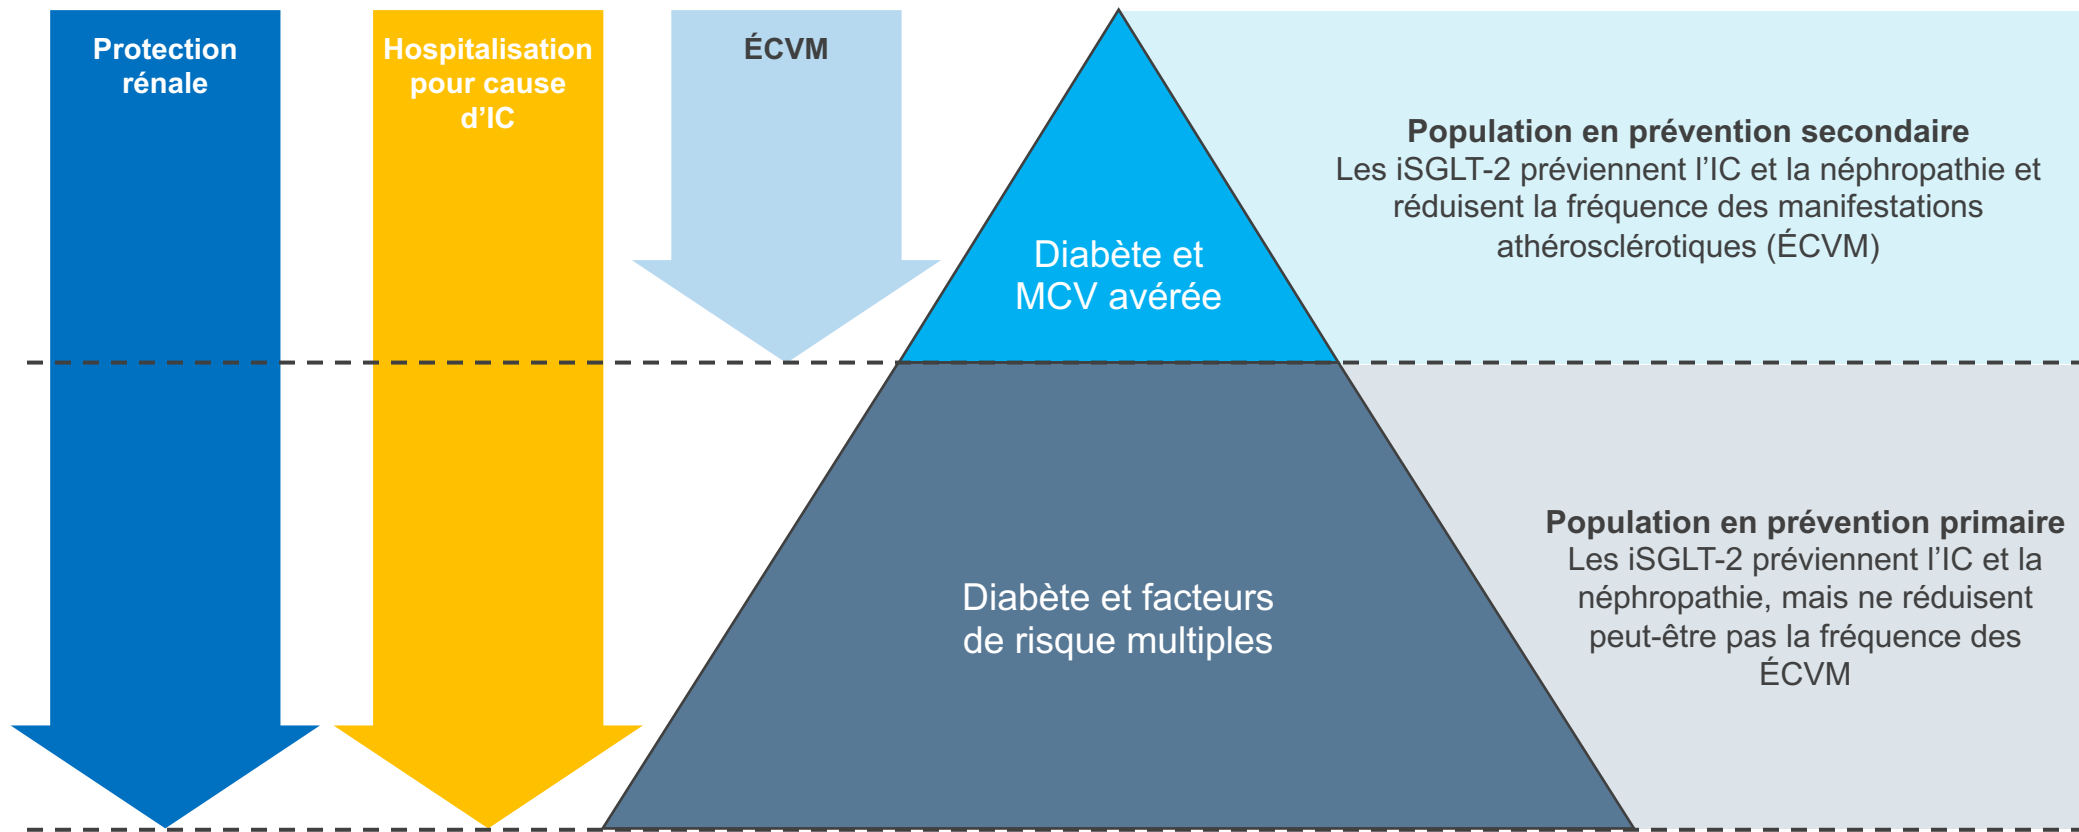 Protection
rénale
Hospitalisation
pour cause
d’IC
ÉCVM
Diabète et
MCV avérée
Population en prévention secondaire
Les iSGLT-2 préviennent l’IC et la néphropathie et
réduisent la fréquence des manifestations
athérosclérotiques (ÉCVM)
Diabète et facteurs
de risque multiples
Population en prévention primaire
Les iSGLT-2 préviennent l’IC et la
néphropathie, mais ne réduisent
peut-être pas la fréquence des
ÉCVM